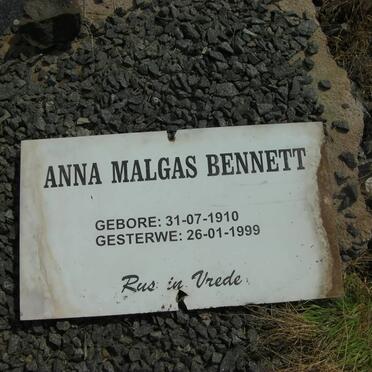 ANNA MALGAS BENNETT
GEBORE: 31-07-1910
GESTERWE: 26-01-1999
Rus in Vrede